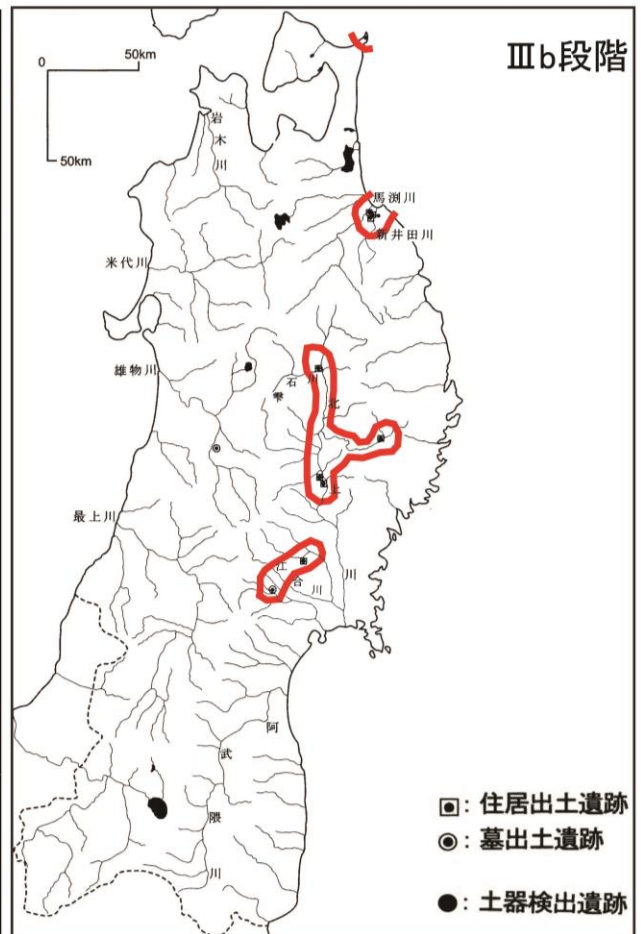 Ⅲb段階
0 50km
50km
岩木川
馬渕川
新井田川
米代川
雄物川
雫石川
北上川
最上川
江合川
阿武隈川
住居出土遺跡
墓出土遺跡
土器検出遺跡